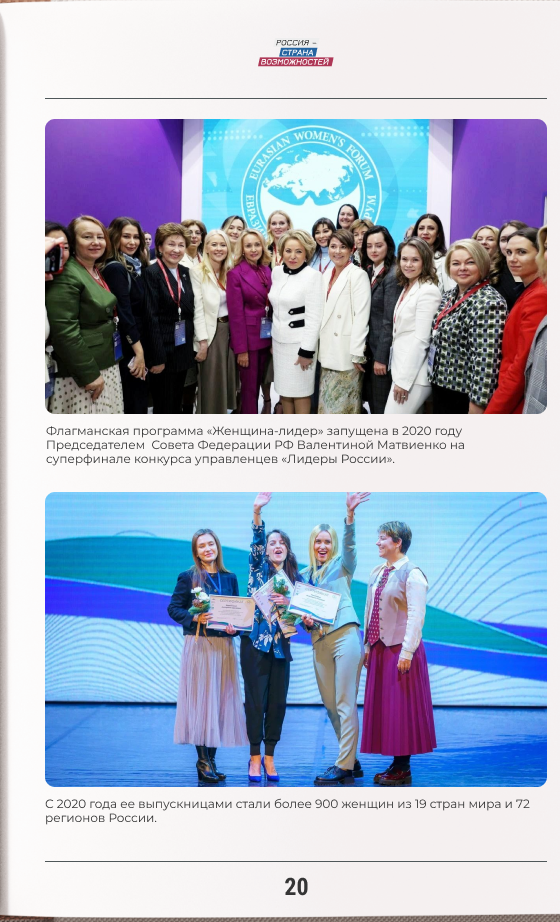 РОССИЯ –
СТРАНА
ВОЗМОЖНОСТЕЙ
EURASIAN WOMEN'S FORUM
Флагманская программа «Женщина-лидер» запущена в 2020 году
Председателем Совета Федерации РФ Валентиной Матвиенко на
суперфинале конкурса управленцев «Лидеры России».
С 2020 года ее выпускницами стали более 900 женщин из 19 стран мира и 72
регионов России.
20